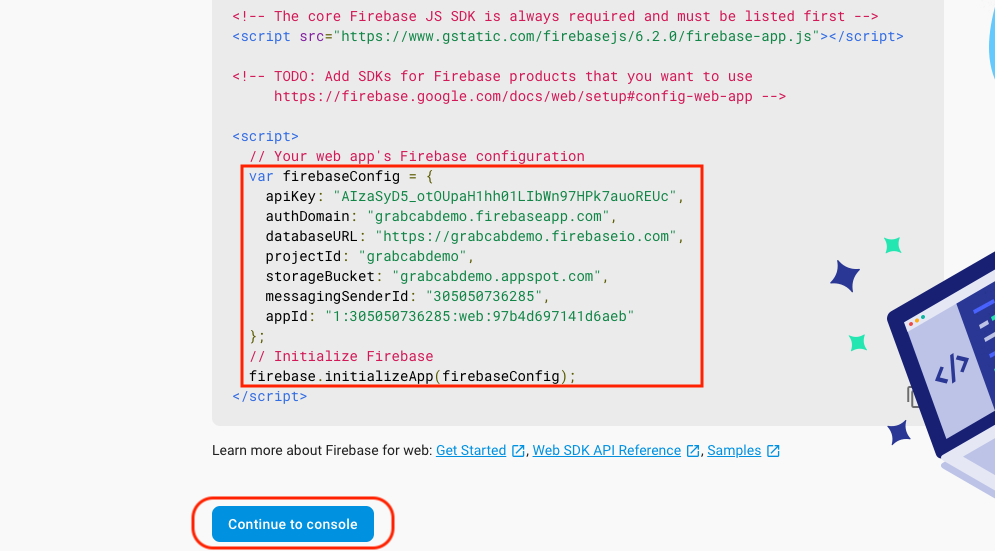 <!-- The core Firebase JS SDK is always required and must be listed first -->
<script src="https://www.gstatic.com/firebasejs/6.2.0/firebase-app.js"></script>
<!-- TODO: Add SDKs for Firebase products that you want to use
https://firebase.google.com/docs/web/setup#config-web-app -->
<script>
// Your web app's Firebase configuration
var firebaseConfig = {
apiKey: "AIzaSyD5_otOUpaH1hh01LIbWn97HPk7auoREUc",
authDomain: "grabcabdemo.firebaseapp.com",
databaseURL: "https://grabcabdemo.firebaseio.com",
projectId: "grabcabdemo",
storageBucket: "grabcabdemo.appspot.com",
messagingSenderId: "305050736285",
appId: "1:305050736285:web:97b4d697141d6aeb"
};
// Initialize Firebase
firebase.initializeApp(firebaseConfig);
</script>
Learn more about Firebase for web: Get Started, Web SDK API Reference, Samples
Continue to console